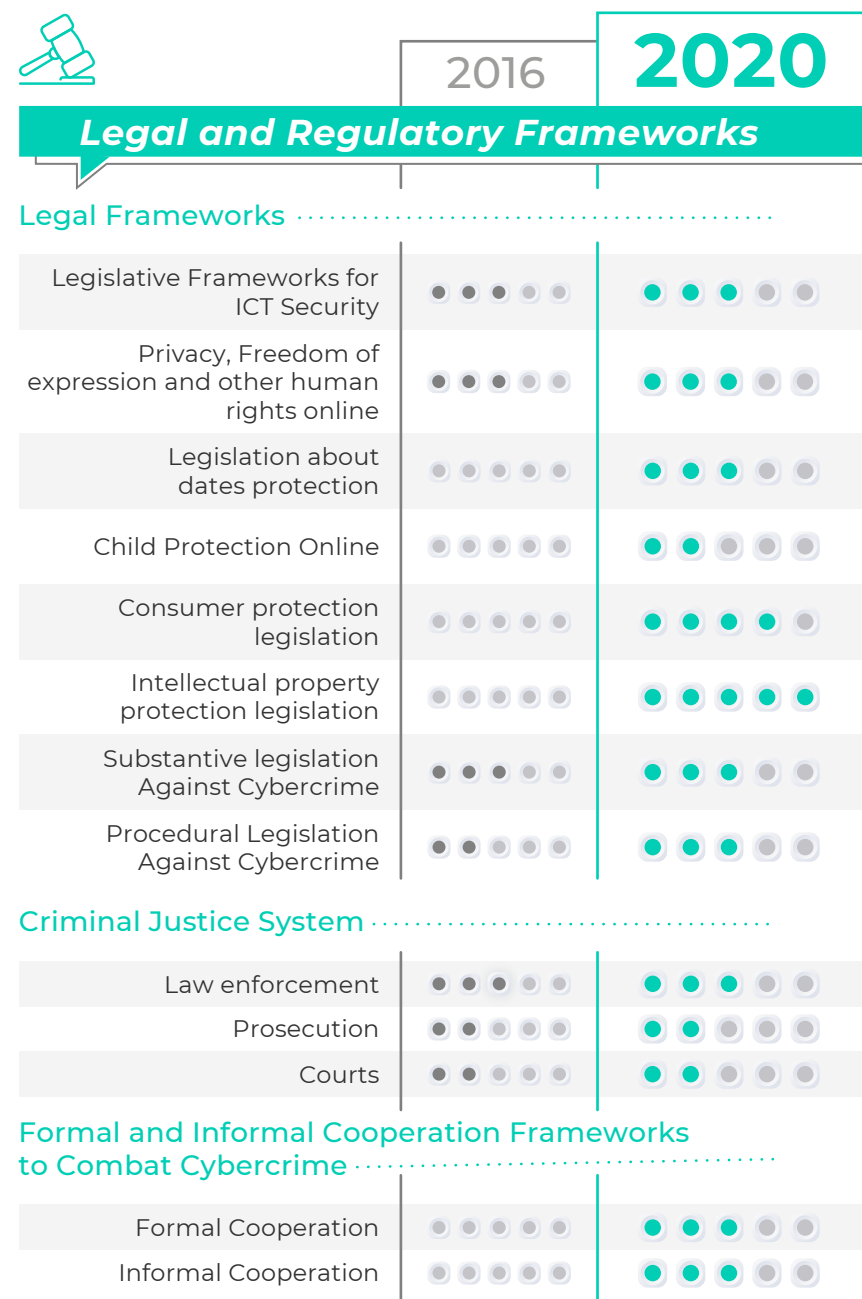 2016
2020
Legal and Regulatory Frameworks
Legal Frameworks
Legislative Frameworks for
ICT Security
Privacy, Freedom of
expression and other human
rights online
Legislation about
dates protection
Child Protection Online
Consumer protection
legislation
Intellectual property
protection legislation
Substantive legislation
Against Cybercrime
Procedural Legislation
Against Cybercrime
Criminal Justice System
Law enforcement
Prosecution
Courts
Formal and Informal Cooperation Frameworks
to Combat Cybercrime
Formal Cooperation
Informal Cooperation